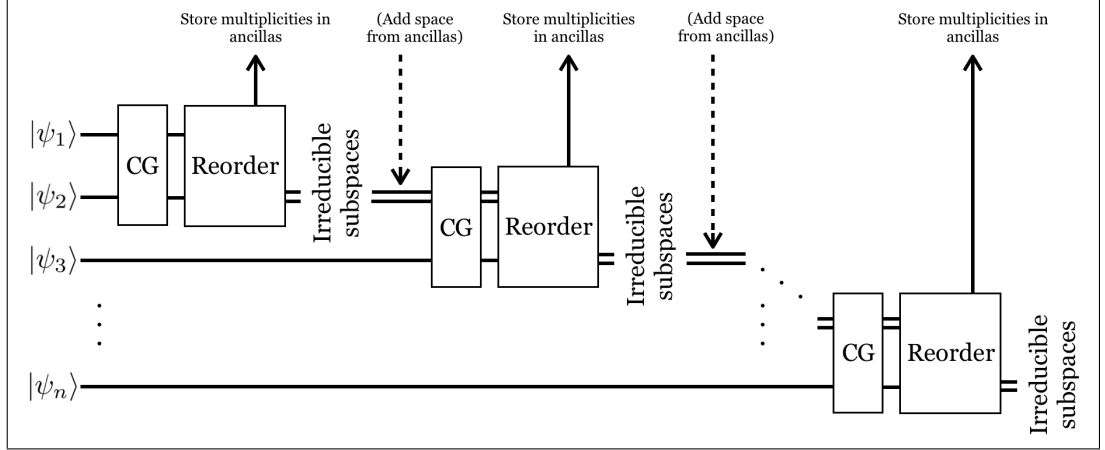 Store multiplicities in
ancillas
(Add space
from ancillas)
Store multiplicities
in ancillas
(Add space
from ancillas)
Store multiplicities in
ancillas
|ψ₁⟩
CG
Reorder
|ψ₂⟩
Irreducible
subspaces
CG
Reorder
|ψ₃⟩
Irreducible
subspaces
CG
Reorder
|ψₙ⟩
Irreducible
subspaces